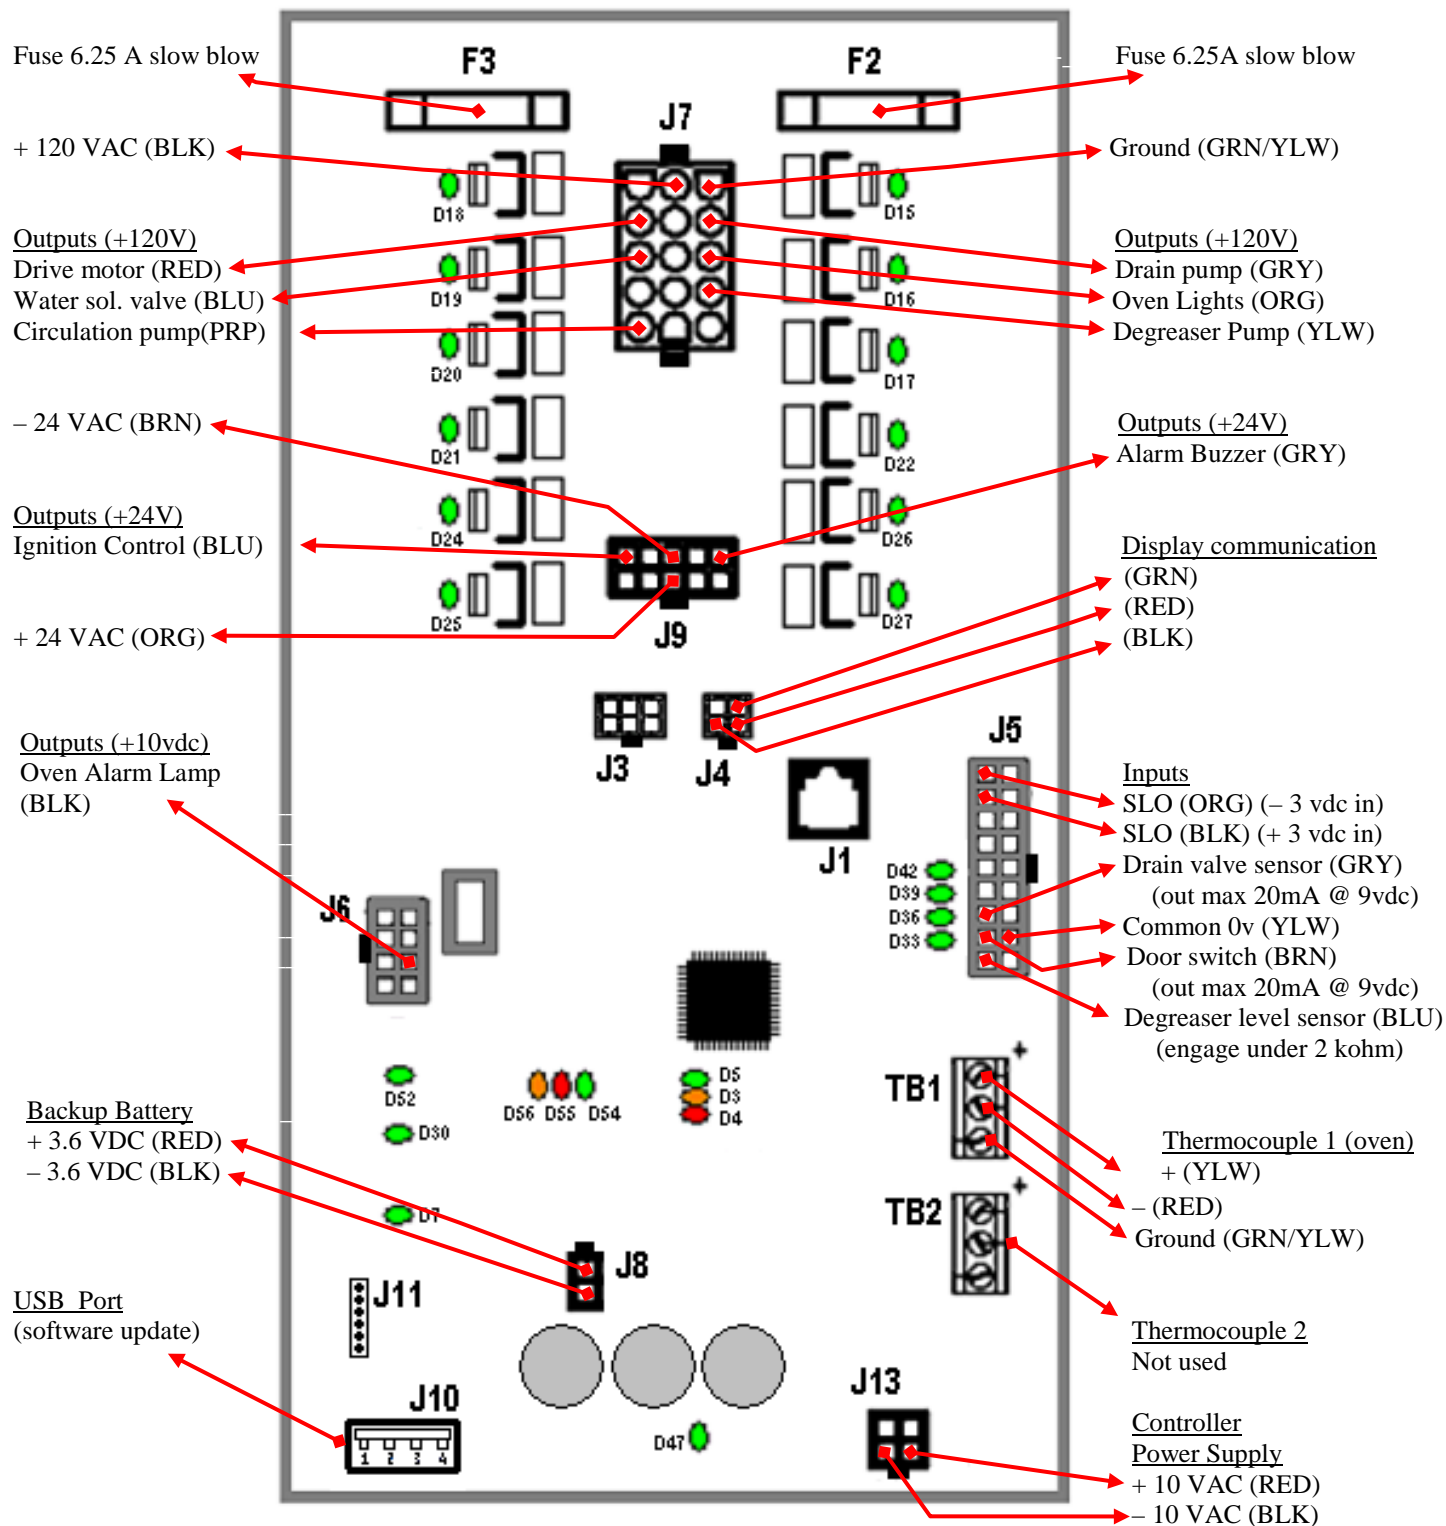 Fuse 6.25 A slow blow
F3
F2
Fuse 6.25A slow blow
J7
+ 120 VAC (BLK)
Ground (GRN/YLW)
D18
D15
Outputs (+120V)
Drive motor (RED)
Water sol. valve (BLU)
Circulation pump(PRP)
Outputs (+120V)
Drain pump (GRY)
Oven Lights (ORG)
Degreaser Pump (YLW)
D19
D16
D20
D17
– 24 VAC (BRN)
Outputs (+24V)
Alarm Buzzer (GRY)
D21
D22
Outputs (+24V)
Ignition Control (BLU)
D24
D26
Display communication
(GRN)
(RED)
(BLK)
D25
D27
+ 24 VAC (ORG)
J9
Outputs (+10vdc)
Oven Alarm Lamp
(BLK)
J3
J4
J5
J1
Inputs
SLO (ORG) (– 3 vdc in)
SLO (BLK) (+ 3 vdc in)
Drain valve sensor (GRY)
(out max 20mA @ 9vdc)
Common 0v (YLW)
Door switch (BRN)
(out max 20mA @ 9vdc)
Degreaser level sensor (BLU)
(engage under 2 kohm)
D42
D39
D36
D33
J6
D52
D56 D55 D54
D5
D3
D4
TB1
+
D30
Backup Battery
+ 3.6 VDC (RED)
– 3.6 VDC (BLK)
Thermocouple 1 (oven)
+ (YLW)
– (RED)
Ground (GRN/YLW)
D7
TB2
+
J8
J11
USB Port
(software update)
Thermocouple 2
Not used
J10
1 2 3 4
D47
J13
Controller
Power Supply
+ 10 VAC (RED)
– 10 VAC (BLK)